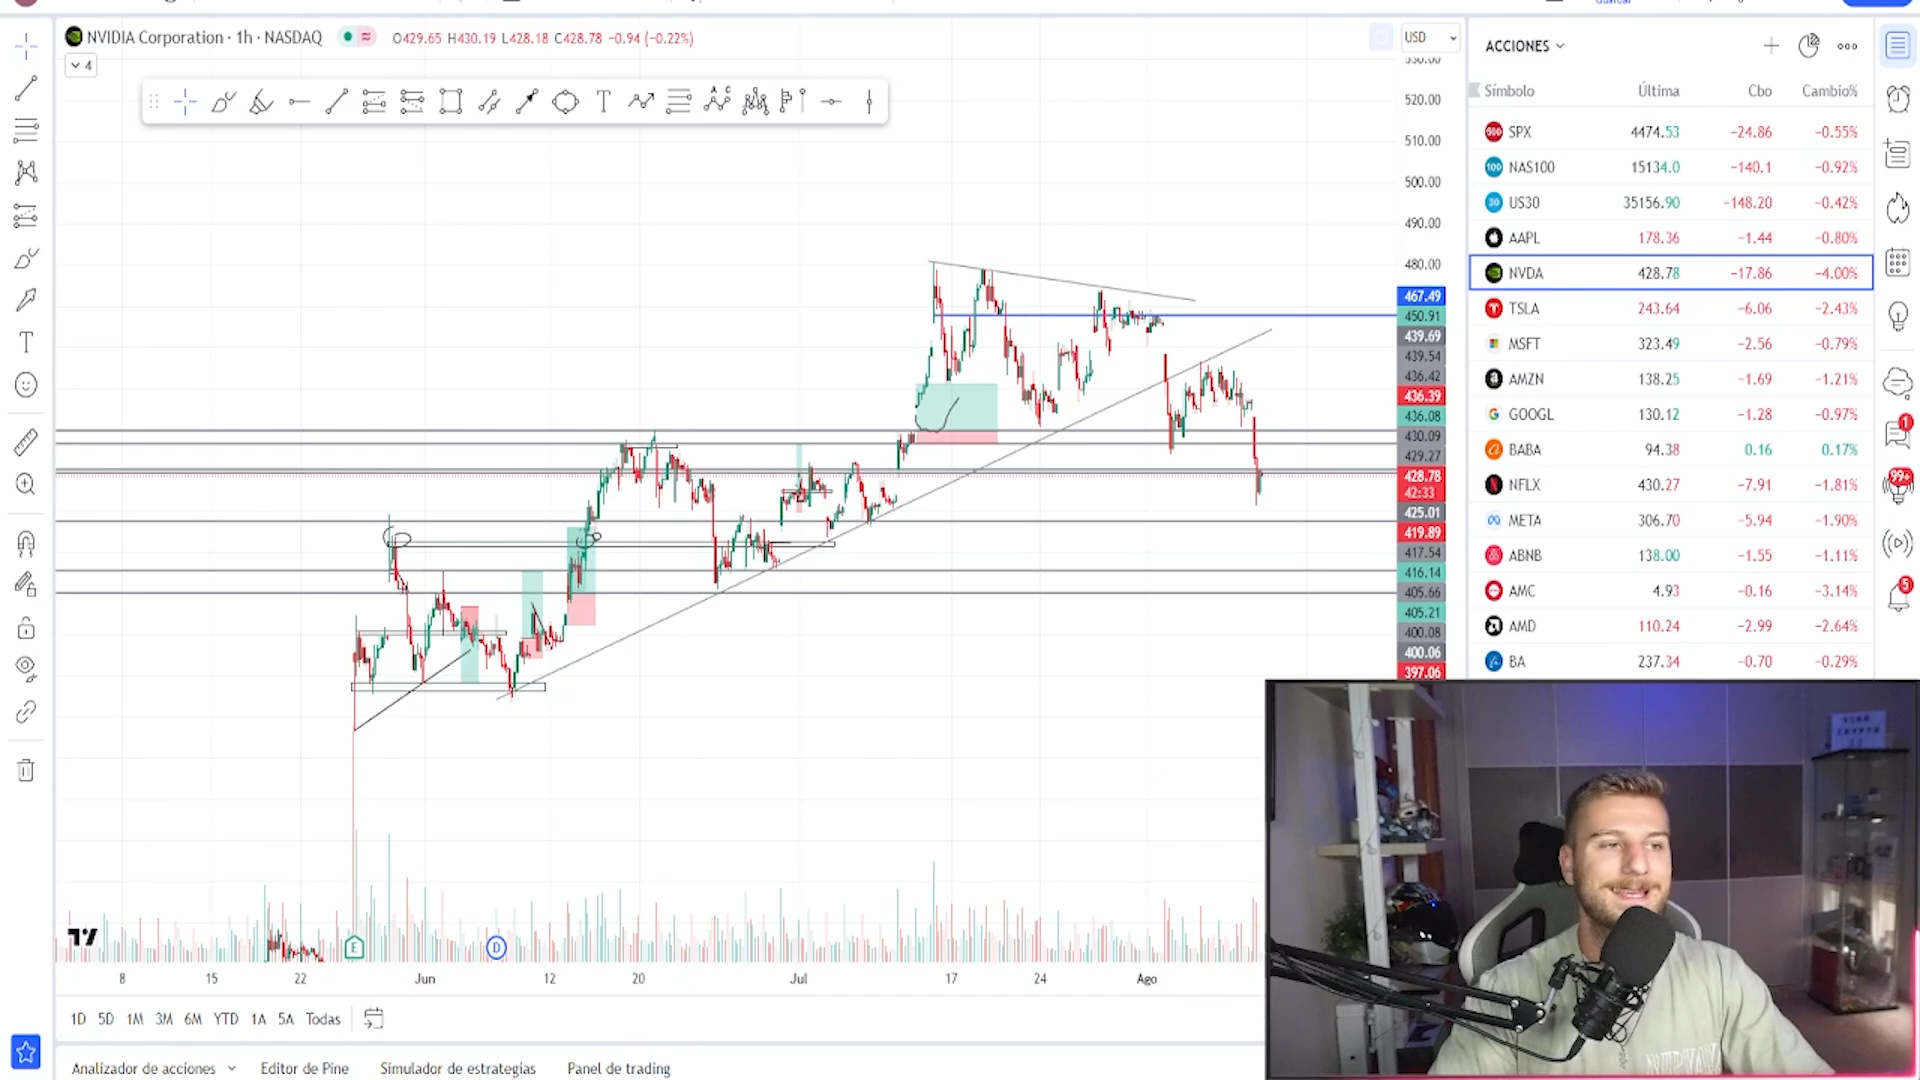 NVIDIA Corporation · 1h · NASDAQ O429.65 H430.19 L428.18 C428.78 −0.94 (−0.22%)
4
USD
520.00
510.00
500.00
490.00
480.00
467.49
450.91
439.69
439.54
436.42
436.39
436.08
430.09
429.27
428.78
42:33
425.01
419.89
417.54
416.14
405.66
405.21
400.08
400.06
397.06
E
D
8 15 22 Jun 12 20 Jul 17 24 Ago
1D 5D 1M 3M 6M YTD 1A 5A Todas
Analizador de acciones Editor de Pine Simulador de estrategias Panel de trading
ACCIONES
Símbolo Última Cbo Cambio%
SPX 4474.53 −24.86 −0.55%
NAS100 15134.0 −140.1 −0.92%
US30 35156.90 −148.20 −0.42%
AAPL 178.36 −1.44 −0.80%
NVDA 428.78 −17.86 −4.00%
TSLA 243.64 −6.06 −2.43%
MSFT 323.49 −2.56 −0.79%
AMZN 138.25 −1.69 −1.21%
GOOGL 130.12 −1.28 −0.97%
BABA 94.38 0.16 0.17%
NFLX 430.27 −7.91 −1.81%
META 306.70 −5.94 −1.90%
ABNB 138.00 −1.55 −1.11%
AMC 4.93 −0.16 −3.14%
AMD 110.24 −2.99 −2.64%
BA 237.34 −0.70 −0.29%
1
99+
5